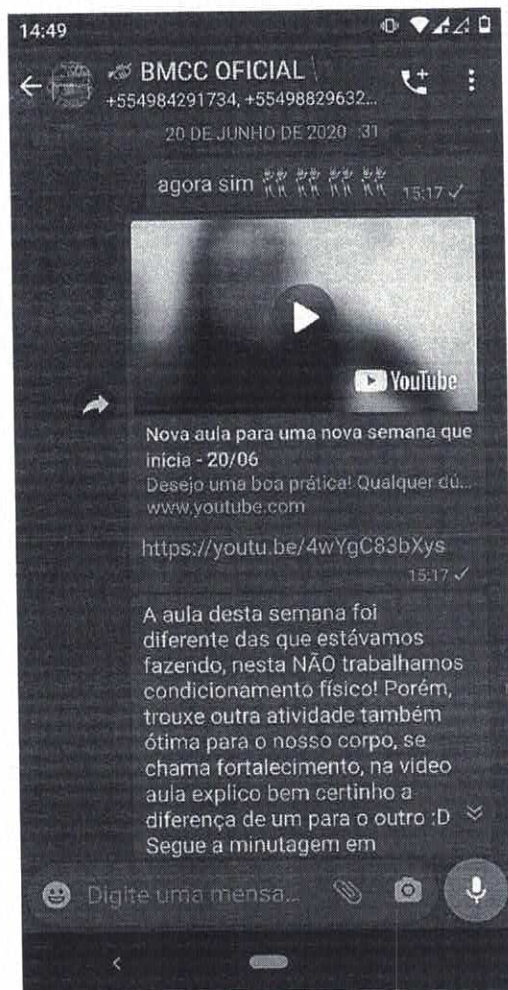 14:49
BMCC OFICIAL
+554984291734, +55498829632...
20 DE JUNHO DE 2020
agora sim
15:17
YouTube
Nova aula para uma nova semana que
inicia - 20/06
Desejo uma boa prática! Qualquer dú...
www.youtube.com
https://youtu.be/4wYgC83bXys
15:17
A aula desta semana foi
diferente das que estávamos
fazendo, nesta NÃO trabalhamos
condicionamento físico! Porém,
trouxe outra atividade também
ótima para o nosso corpo, se
chama fortalecimento, na video
aula explico bem certinho a
diferença de um para o outro :D
Segue a minutagem em
Digite uma mensa...